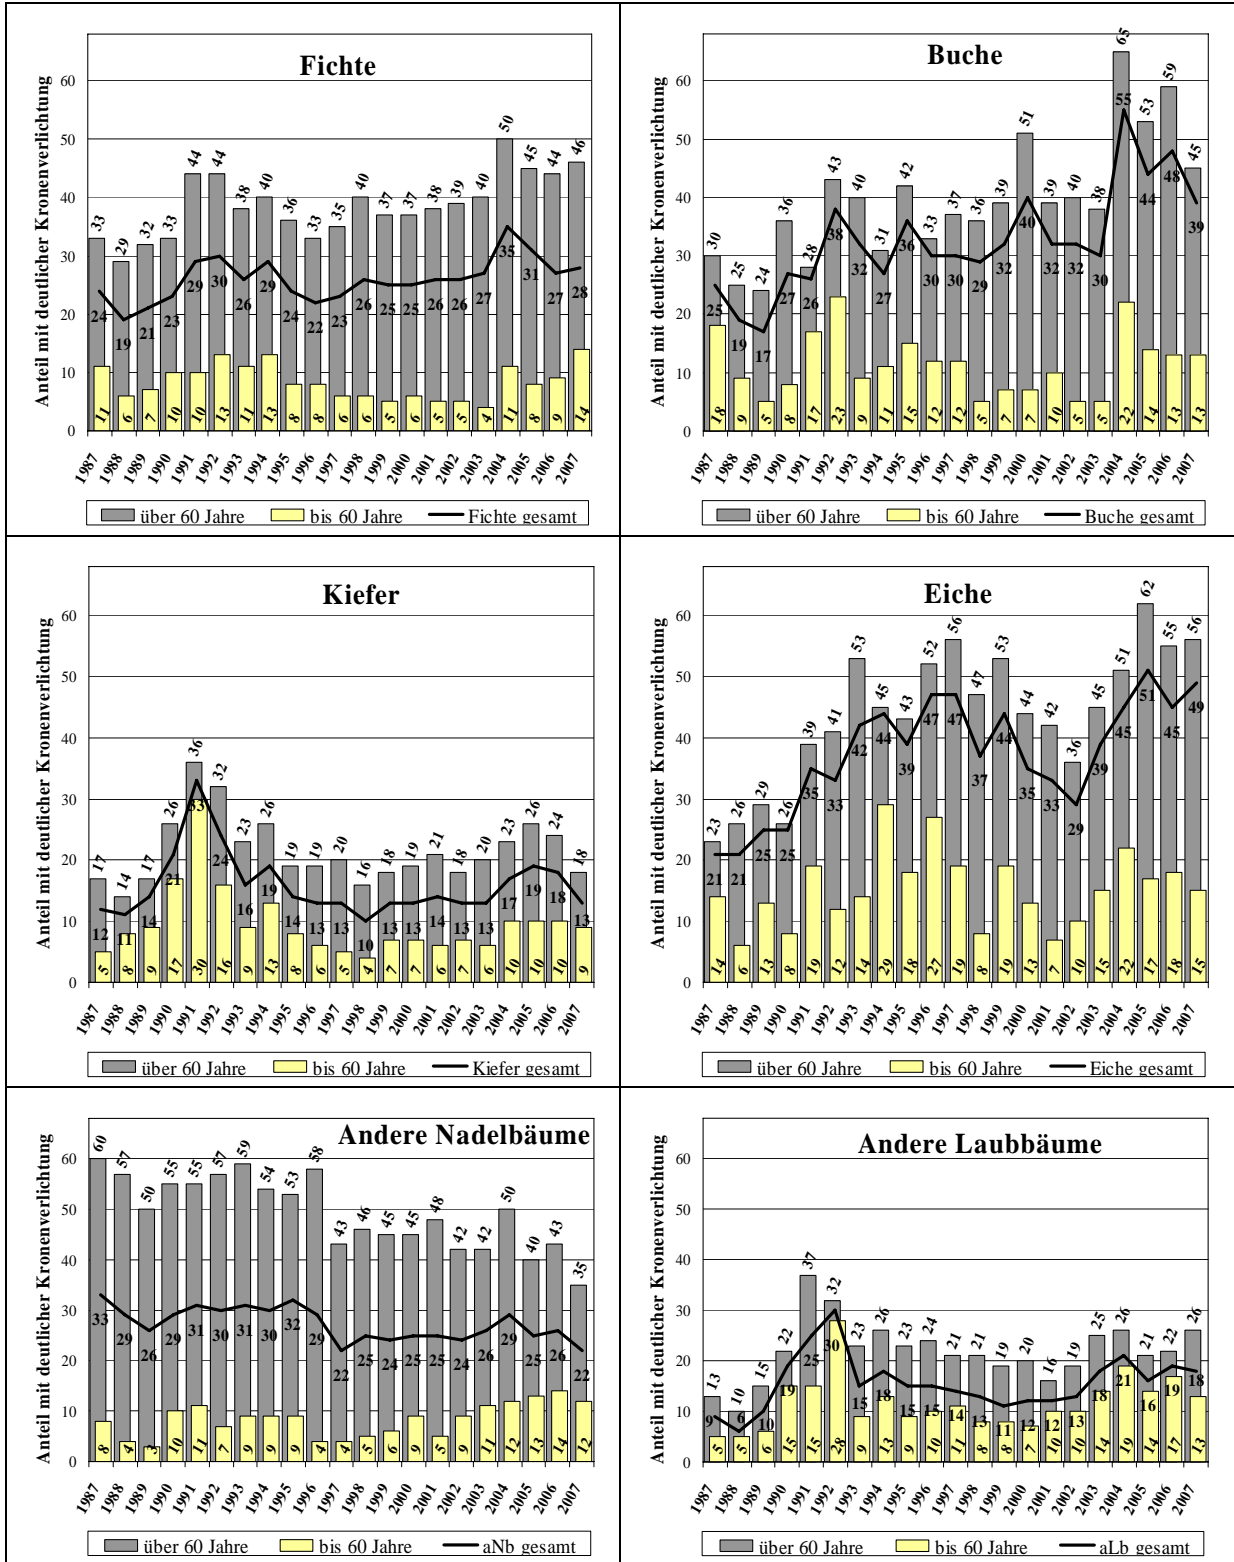 Fichte
Anteil mit deutlicher Kronenverlichtung
60
50
40
30
20
10
0
33 29 32 33 44 44 38 40 36 33 35 40 37 37 38 39 40 50 45 44 46
24 19 21 23 29 30 26 29 24 22 23 26 25 25 26 26 27 35 31 27 28
11 6 7 10 10 13 11 13 8 8 6 6 5 6 5 5 4 11 8 9 14
1987 1988 1989 1990 1991 1992 1993 1994 1995 1996 1997 1998 1999 2000 2001 2002 2003 2004 2005 2006 2007
über 60 Jahre bis 60 Jahre Fichte gesamt
Buche
Anteil mit deutlicher Kronenverlichtung
60
50
40
30
20
10
0
30 25 24 36 28 43 40 31 42 33 37 36 39 51 39 40 38 65 53 59 45
25 19 17 27 26 38 32 27 36 30 30 29 32 40 32 32 30 55 44 48 39
18 9 5 8 17 23 9 11 15 12 12 5 7 7 10 5 5 22 14 13 13
1987 1988 1989 1990 1991 1992 1993 1994 1995 1996 1997 1998 1999 2000 2001 2002 2003 2004 2005 2006 2007
über 60 Jahre bis 60 Jahre Buche gesamt
Kiefer
Anteil mit deutlicher Kronenverlichtung
60
50
40
30
20
10
0
17 14 17 26 36 32 23 26 19 19 20 16 18 19 21 18 20 23 26 24 18
12 11 14 21 33 24 16 19 14 13 13 10 13 13 14 13 13 17 19 18 13
5 8 9 17 30 16 9 13 8 6 5 4 7 7 6 7 6 10 10 10 9
1987 1988 1989 1990 1991 1992 1993 1994 1995 1996 1997 1998 1999 2000 2001 2002 2003 2004 2005 2006 2007
über 60 Jahre bis 60 Jahre Kiefer gesamt
Eiche
Anteil mit deutlicher Kronenverlichtung
60
50
40
30
20
10
0
23 26 29 26 39 41 53 45 43 52 56 47 53 44 42 36 45 51 62 55 56
21 21 25 25 35 33 42 44 39 47 47 37 44 35 33 29 39 45 51 45 49
14 6 13 8 19 12 14 29 18 27 19 8 19 13 7 10 15 22 17 18 15
1987 1988 1989 1990 1991 1992 1993 1994 1995 1996 1997 1998 1999 2000 2001 2002 2003 2004 2005 2006 2007
über 60 Jahre bis 60 Jahre Eiche gesamt
Andere Nadelbäume
Anteil mit deutlicher Kronenverlichtung
60
50
40
30
20
10
0
60 57 50 55 55 57 59 54 53 58 43 46 45 45 48 42 42 50 40 43 35
33 29 26 29 31 30 31 30 32 29 22 25 24 25 25 24 26 29 25 26 22
8 4 3 10 11 7 9 9 9 4 4 5 6 9 5 9 11 12 13 14 12
1987 1988 1989 1990 1991 1992 1993 1994 1995 1996 1997 1998 1999 2000 2001 2002 2003 2004 2005 2006 2007
über 60 Jahre bis 60 Jahre aNb gesamt
Andere Laubbäume
Anteil mit deutlicher Kronenverlichtung
60
50
40
30
20
10
0
13 10 15 22 37 32 23 26 23 24 21 21 19 20 16 19 25 26 21 22 26
9 6 10 19 25 30 15 18 15 15 14 13 11 12 12 13 18 21 16 19 18
5 5 6 15 15 28 9 13 9 10 11 8 8 7 10 10 14 19 14 17 13
1987 1988 1989 1990 1991 1992 1993 1994 1995 1996 1997 1998 1999 2000 2001 2002 2003 2004 2005 2006 2007
über 60 Jahre bis 60 Jahre aLb gesamt